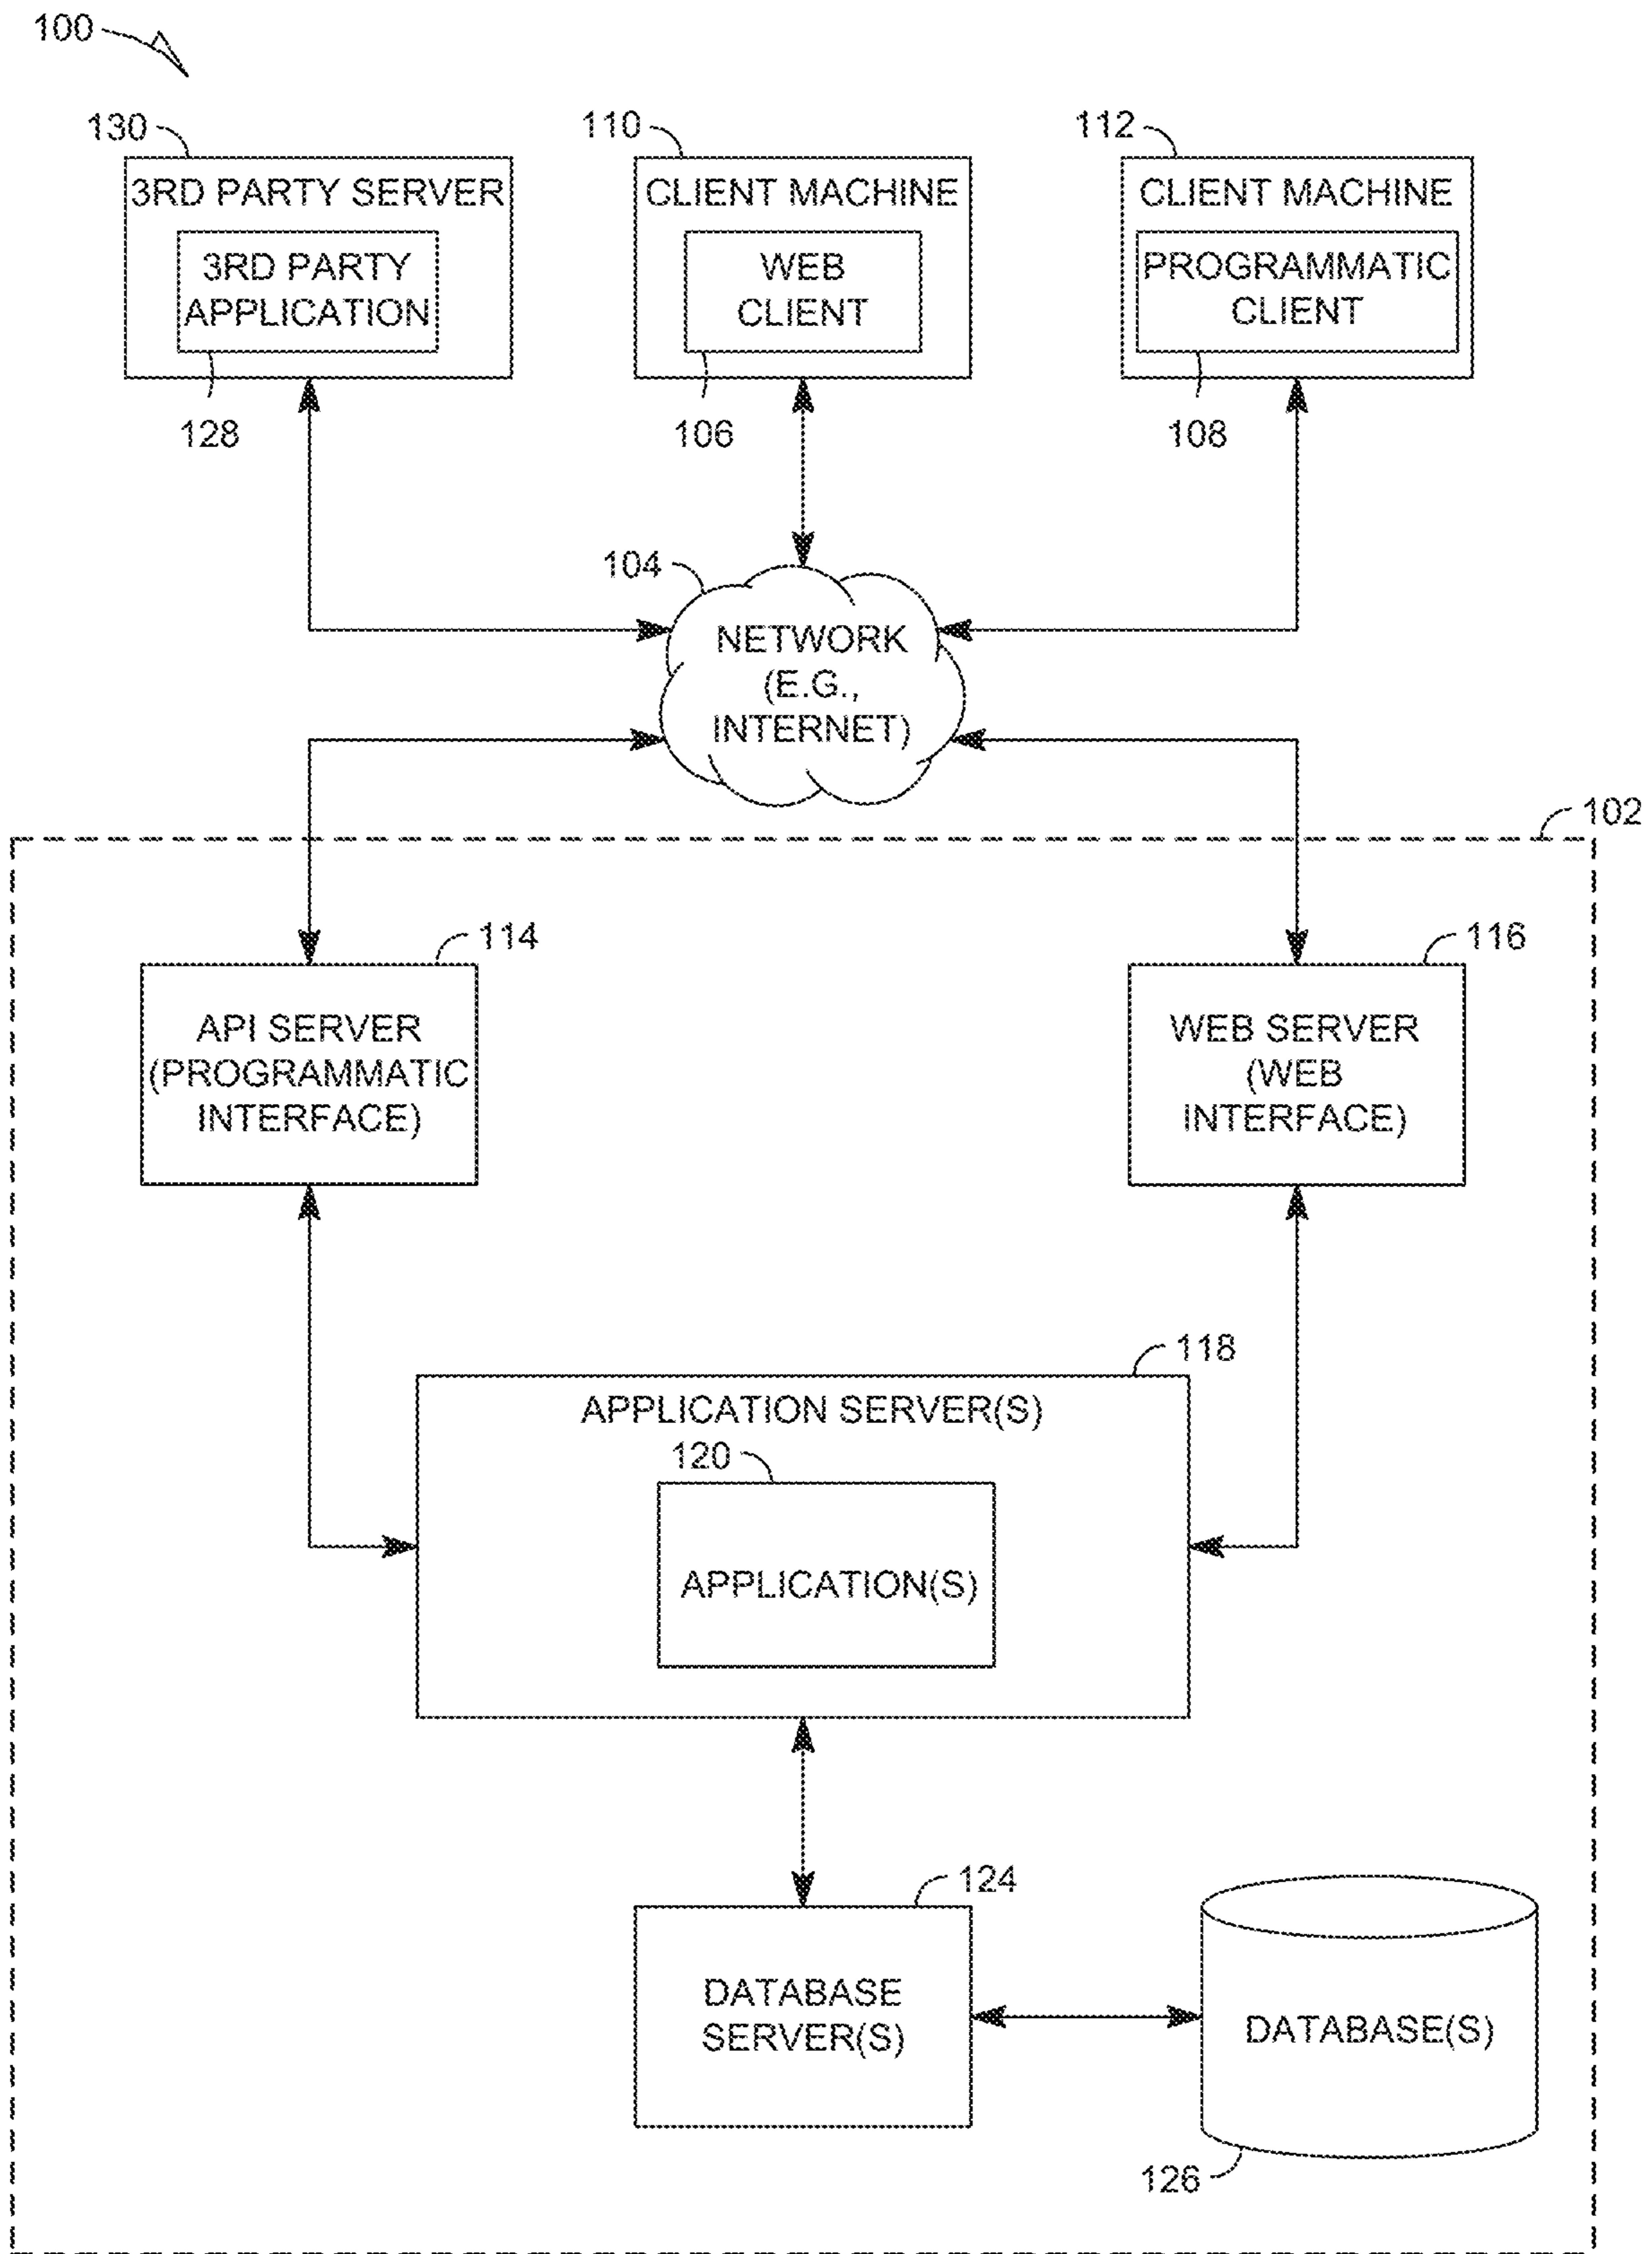 100
130
110
112
3RD PARTY SERVER
CLIENT MACHINE
CLIENT MACHINE
3RD PARTY
APPLICATION
WEB
CLIENT
PROGRAMMATIC
CLIENT
128
106
108
104
NETWORK
(E.G.,
INTERNET)
102
114
116
API SERVER
(PROGRAMMATIC
INTERFACE)
WEB SERVER
(WEB
INTERFACE)
118
APPLICATION SERVER(S)
120
APPLICATION(S)
124
DATABASE
SERVER(S)
DATABASE(S)
126